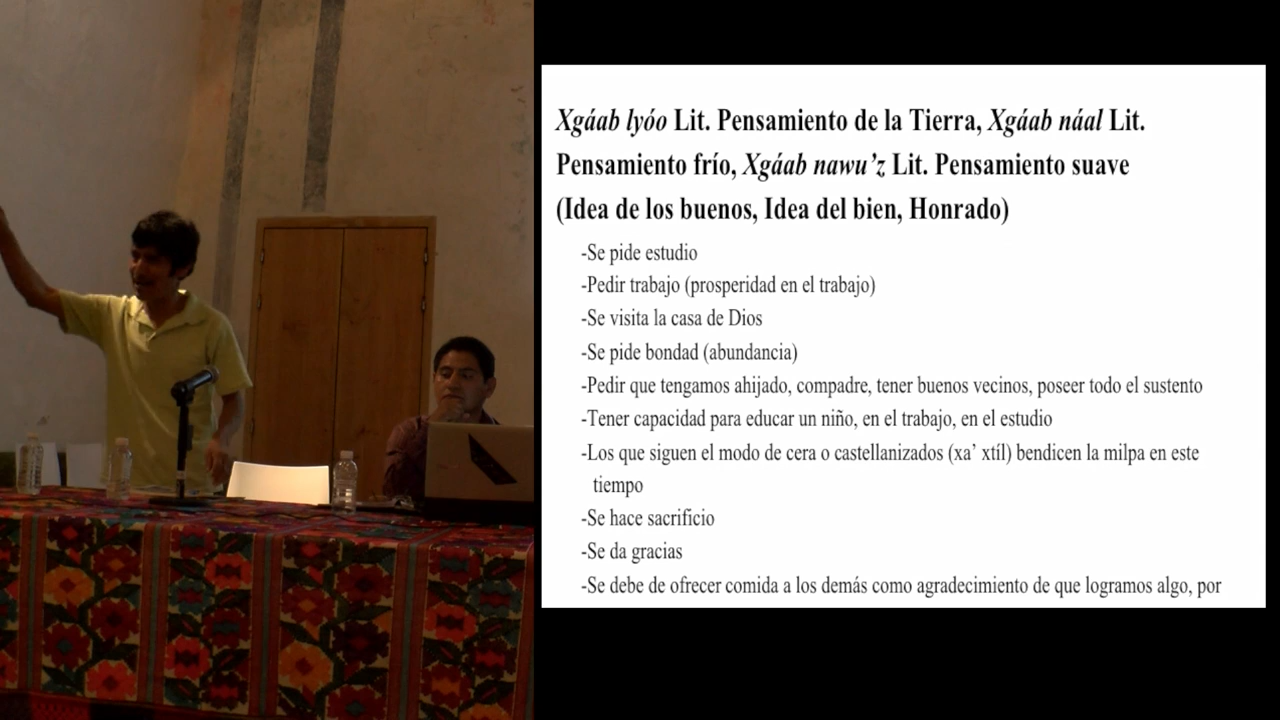 Xgáab lyóo Lit. Pensamiento de la Tierra, Xgáab náal Lit.
Pensamiento frío, Xgáab nawu’z Lit. Pensamiento suave
(Idea de los buenos, Idea del bien, Honrado)
-Se pide estudio
-Pedir trabajo (prosperidad en el trabajo)
-Se visita la casa de Dios
-Se pide bondad (abundancia)
-Pedir que tengamos ahijado, compadre, tener buenos vecinos, poseer todo el sustento
-Tener capacidad para educar un niño, en el trabajo, en el estudio
-Los que siguen el modo de cera o castellanizados (xa’ xtíl) bendicen la milpa en este
tiempo
-Se hace sacrificio
-Se da gracias
-Se debe de ofrecer comida a los demás como agradecimiento de que logramos algo, por